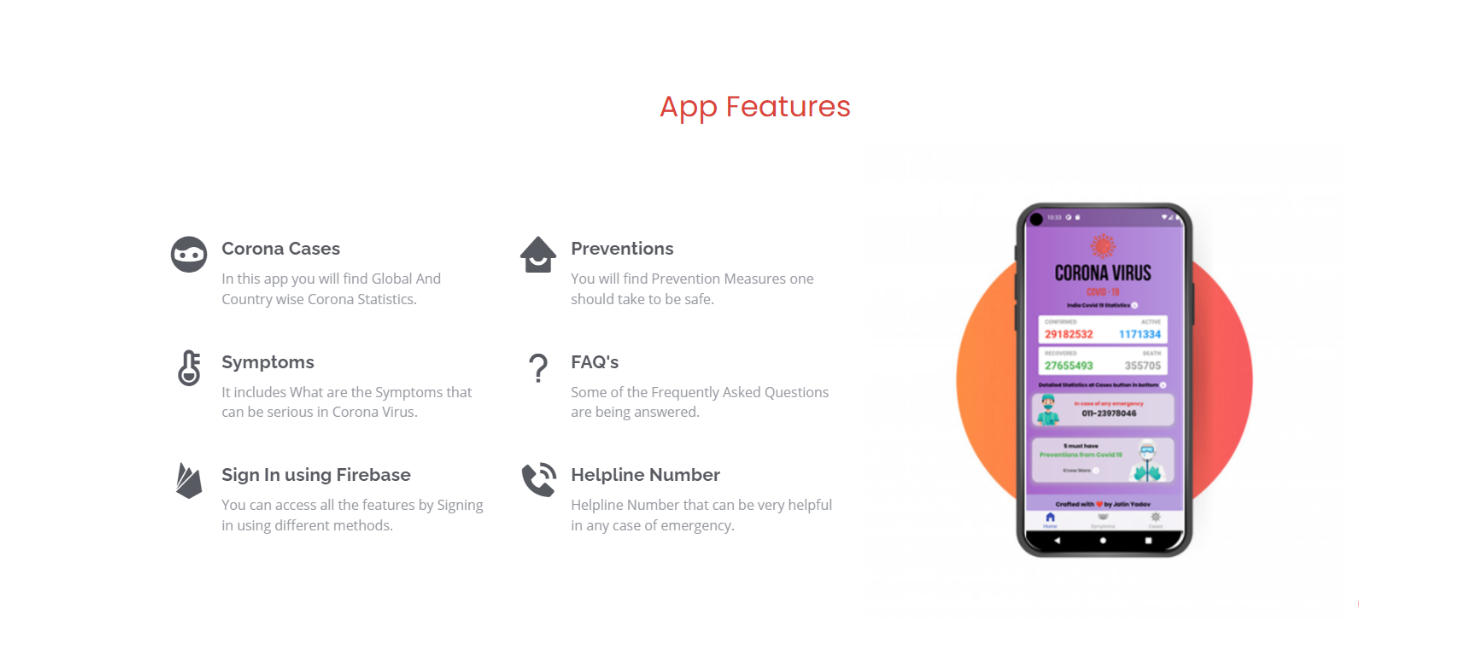 App Features
Corona Cases
In this app you will find Global And
Country wise Corona Statistics.
Preventions
You will find Prevention Measures one
should take to be safe.
Symptoms
It includes What are the Symptoms that
can be serious in Corona Virus.
FAQ's
Some of the Frequently Asked Questions
are being answered.
Sign In using Firebase
You can access all the features by Signing
in using different methods.
Helpline Number
Helpline Number that can be very helpful
in any case of emergency.
10:33
CORONA VIRUS
COVID - 19
India Covid 19 Statistics
CONFIRMED ACTIVE
29182532 1171334
RECOVERED DEATH
27655493 355705
Detailed Statistics at Cases button in bottom
In case of any emergency
011-23978046
5 must have
Preventions from Covid 19
Know More
Crafted with ❤ by Jatin Yadav
Home Symptoms Cases